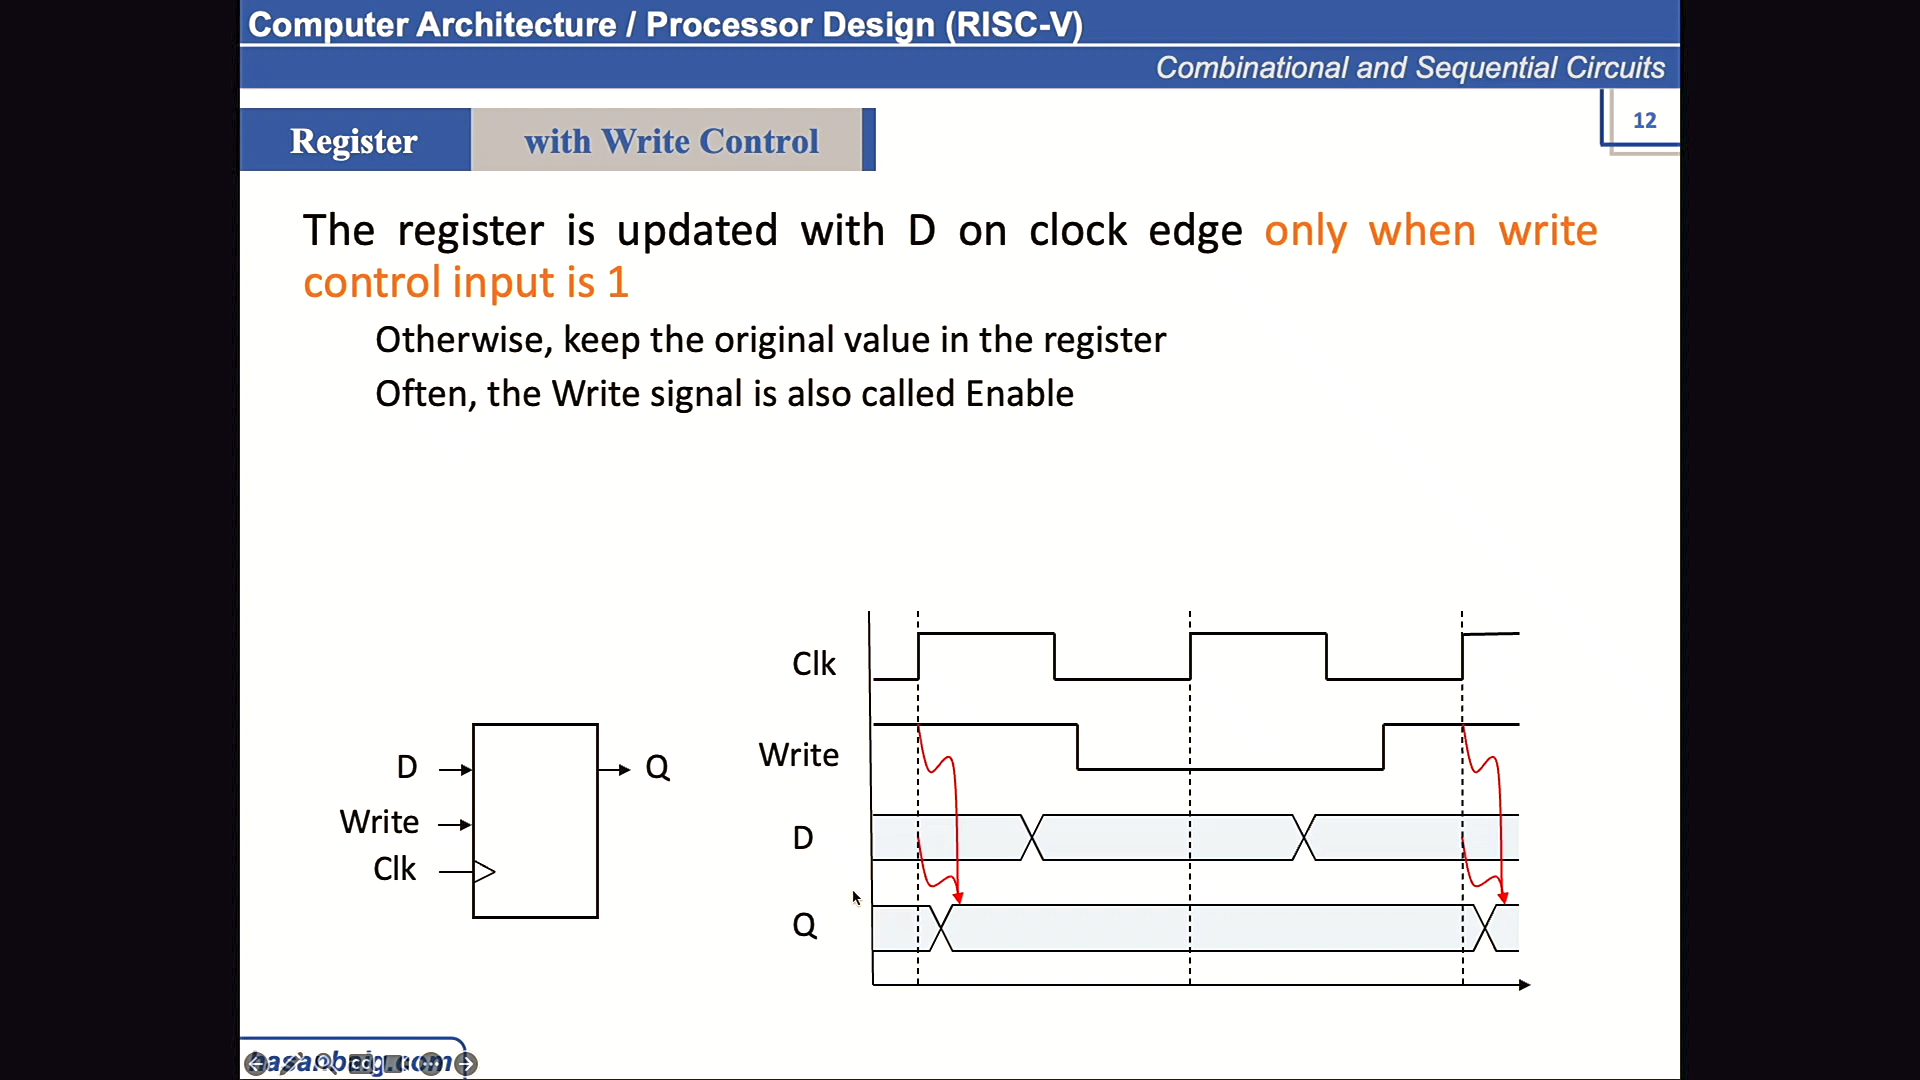 Computer Architecture / Processor Design (RISC-V)
Combinational and Sequential Circuits
12
Register with Write Control
The register is updated with D on clock edge only when write
control input is 1
Otherwise, keep the original value in the register
Often, the Write signal is also called Enable
Clk
Write
D
Q
D
Q
Write
Clk
hasanbaig.com